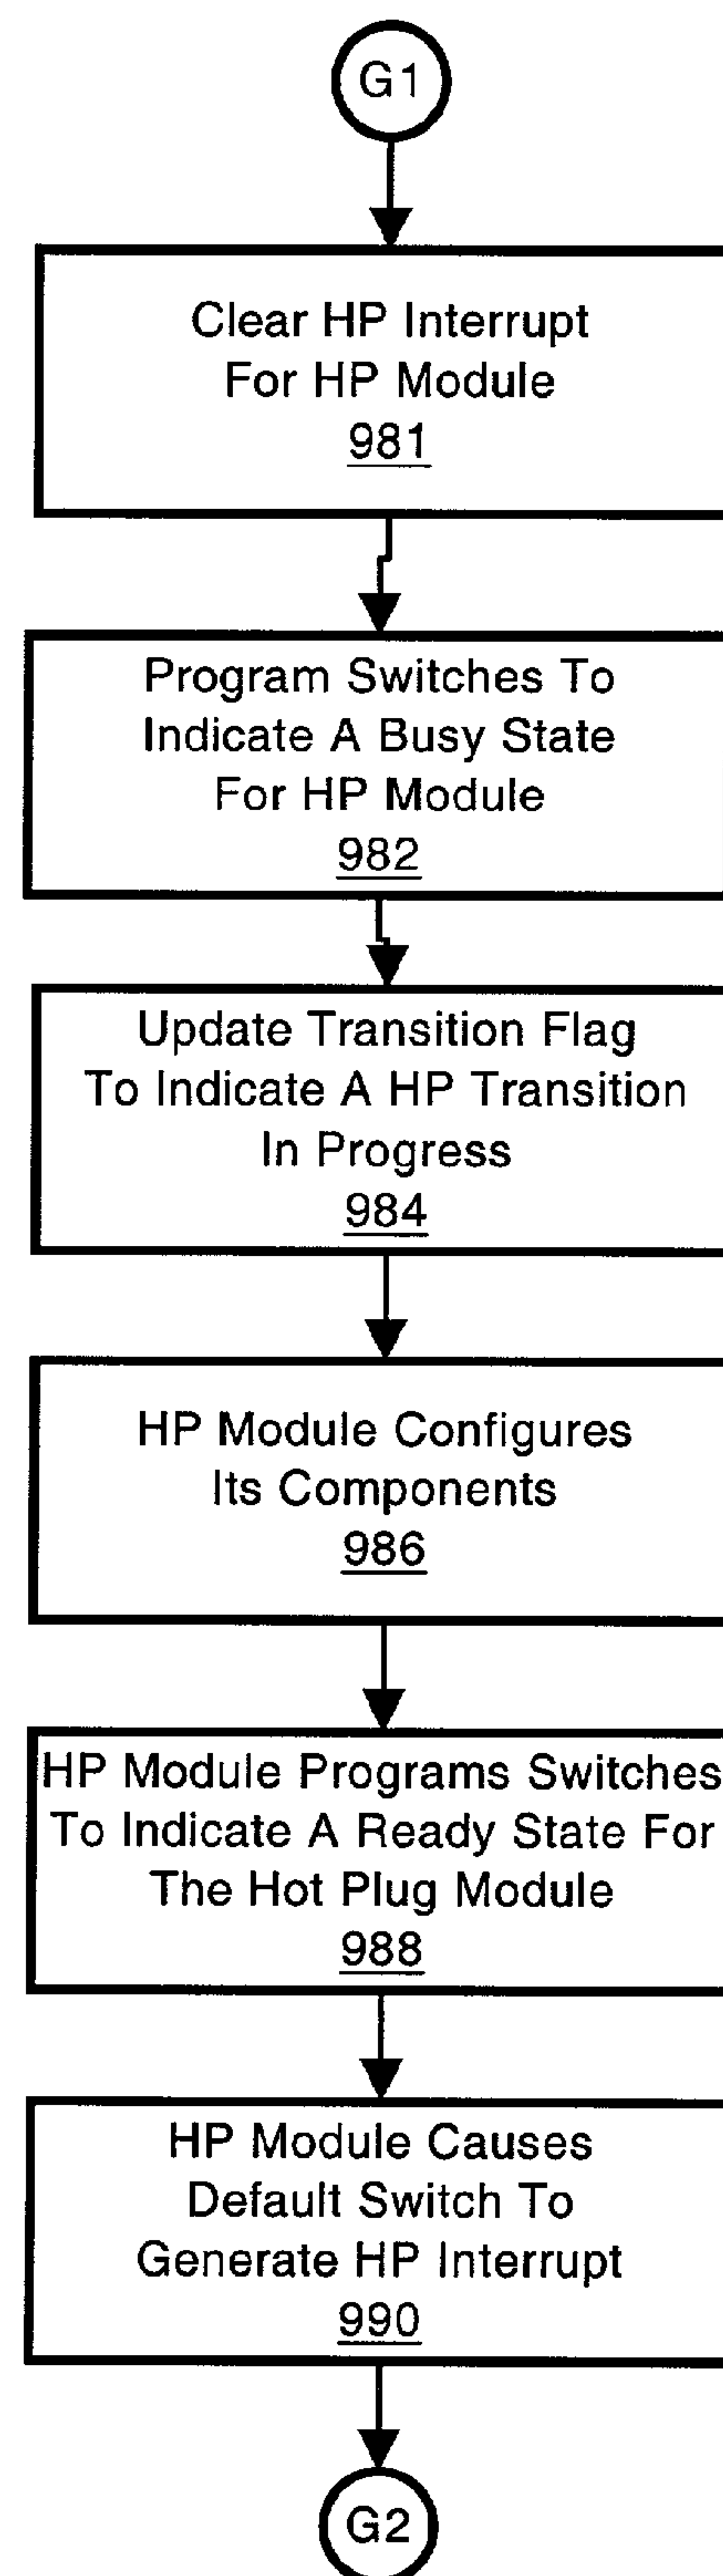 G1
Clear HP Interrupt
For HP Module
981
Program Switches To
Indicate A Busy State
For HP Module
982
Update Transition Flag
To Indicate A HP Transition
In Progress
984
HP Module Configures
Its Components
986
HP Module Programs Switches
To Indicate A Ready State For
The Hot Plug Module
988
HP Module Causes
Default Switch To
Generate HP Interrupt
990
G2